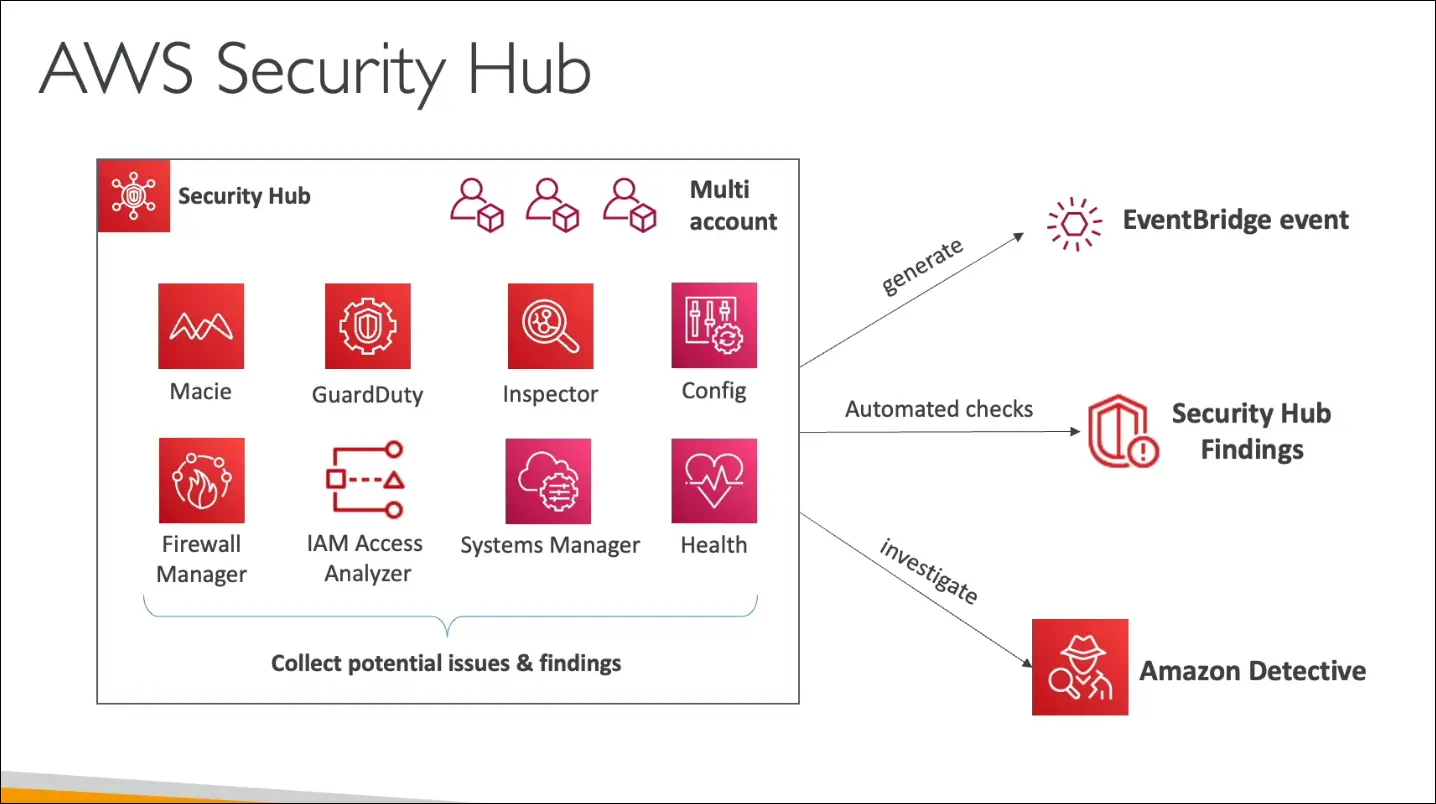 AWS Security Hub
Security Hub
Multi
account
Macie
GuardDuty
Inspector
Config
Firewall
Manager
IAM Access
Analyzer
Systems Manager
Health
Collect potential issues & findings
generate
EventBridge event
Automated checks
Security Hub
Findings
investigate
Amazon Detective